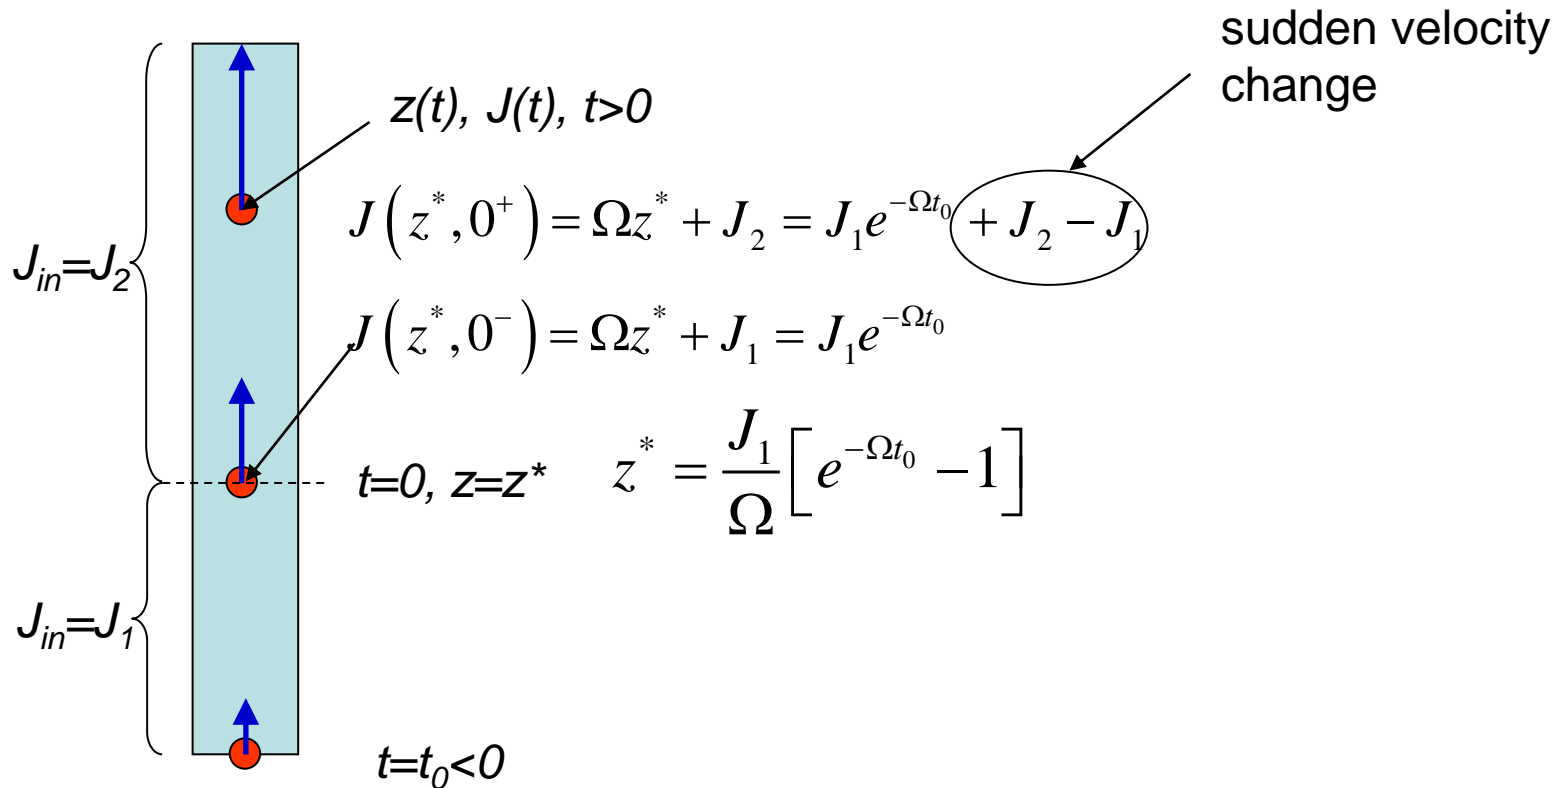 sudden velocity
change
z(t), J(t), t>0
J(z*,0⁺) = Ωz* + J₂ = J₁e^{-Ωt₀} + J₂ − J₁
J_in=J₂
J(z*,0⁻) = Ωz* + J₁ = J₁e^{-Ωt₀}
t=0, z=z* z* = J₁/Ω [e^{-Ωt₀} −1]
J_in=J₁
t=t₀<0